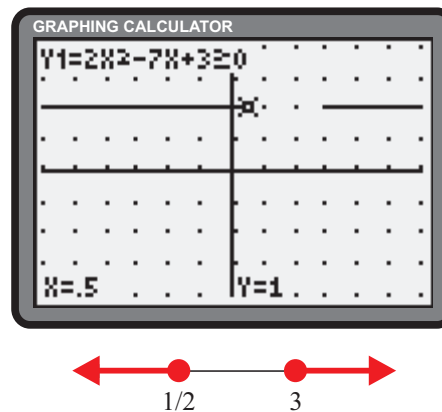 GRAPHING CALCULATOR
Y1=2X²-7X+3≥0
X=.5 Y=1
1/2 3